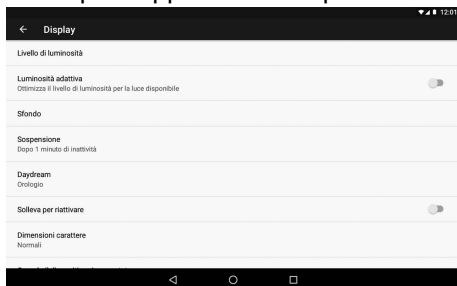 12:01
Display
Livello di luminosità
Luminosità adattiva
Ottimizza il livello di luminosità per la luce disponibile
Sfondo
Sospensione
Dopo 1 minuto di inattività
Daydream
Orologio
Solleva per riattivare
Dimensioni carattere
Normali